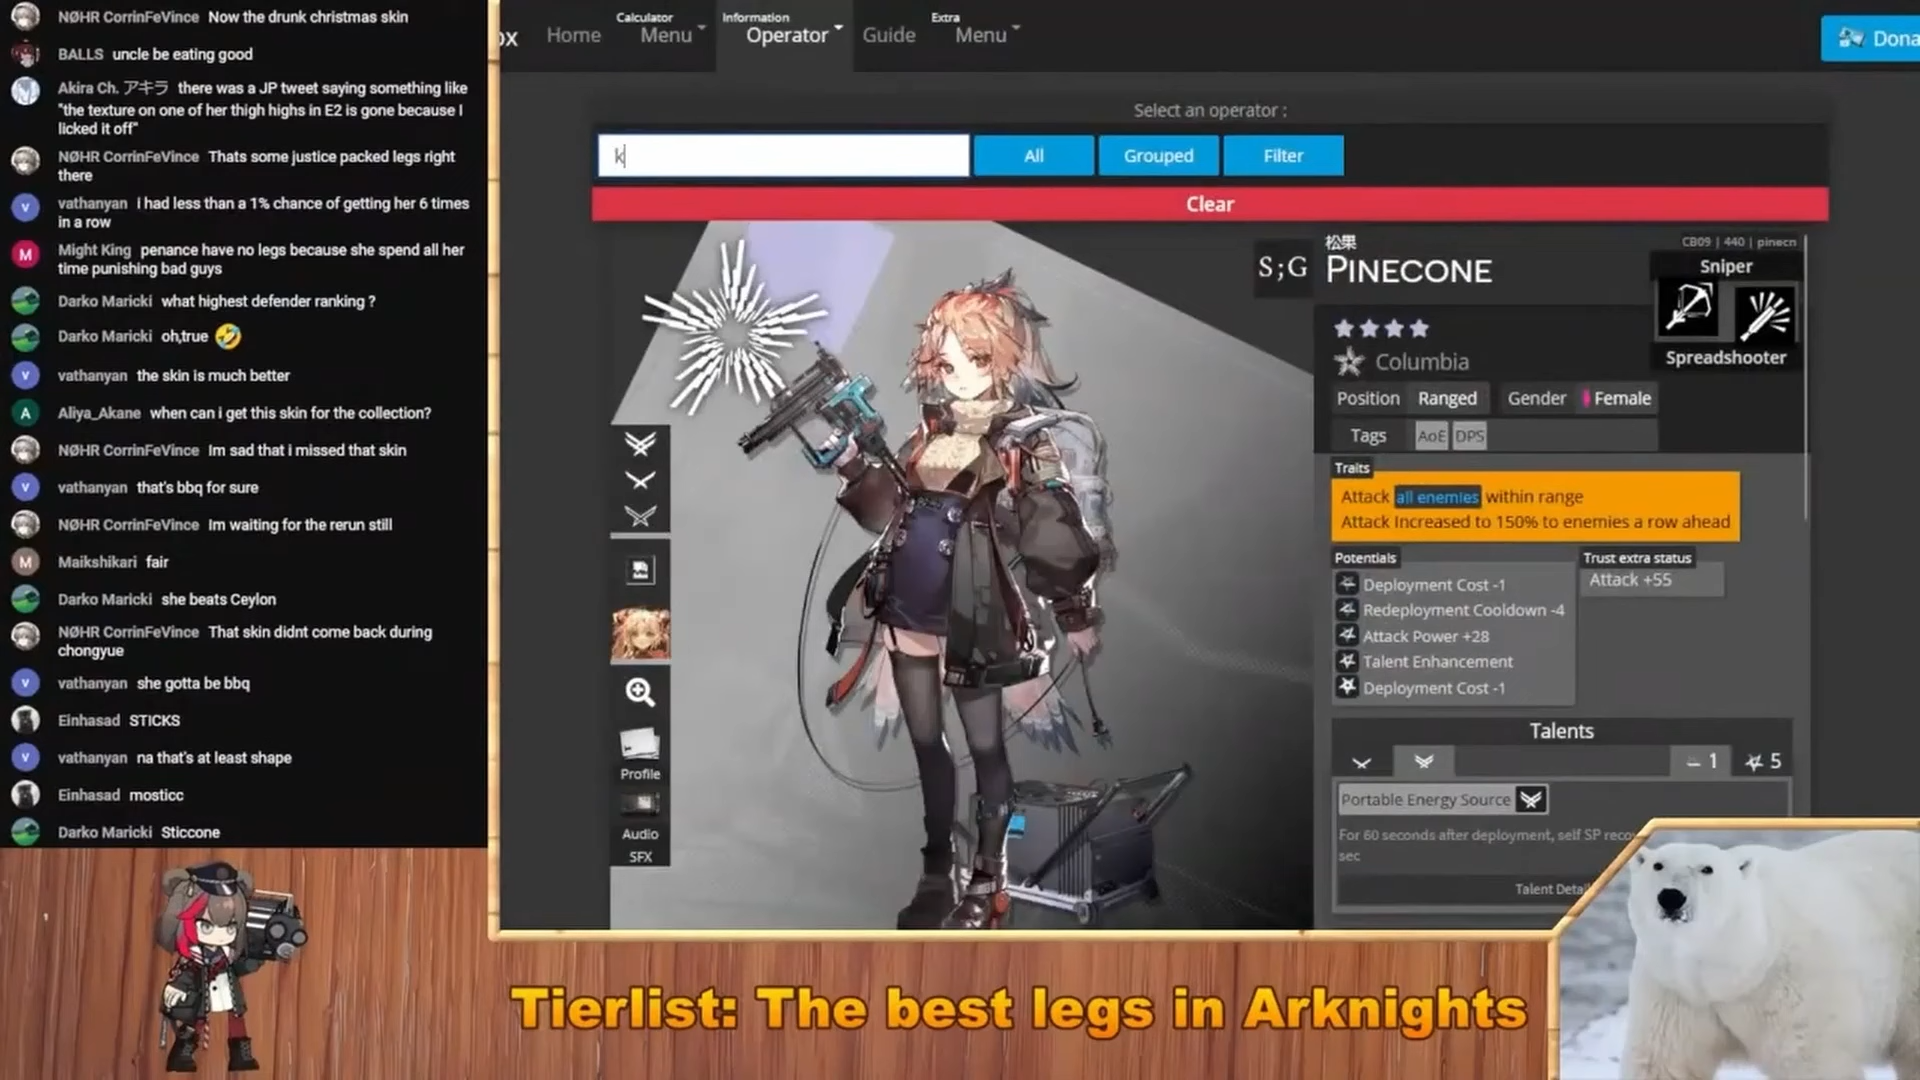 NØHR CorrinFeVince Now the drunk christmas skin
BALLS uncle be eating good
Akira Ch. アキラ there was a JP tweet saying something like
"the texture on one of her thigh highs in E2 is gone because I
licked it off"
NØHR CorrinFeVince Thats some justice packed legs right
there
vathanyan i had less than a 1% chance of getting her 6 times
in a row
Might King penance have no legs because she spend all her
time punishing bad guys
Darko Maricki what highest defender ranking ?
Darko Maricki oh,true 🤣
vathanyan the skin is much better
Aliya_Akane when can i get this skin for the collection?
NØHR CorrinFeVince Im sad that i missed that skin
vathanyan that's bbq for sure
NØHR CorrinFeVince Im waiting for the rerun still
Maikshikari fair
Darko Maricki she beats Ceylon
NØHR CorrinFeVince That skin didnt come back during
chongyue
vathanyan she gotta be bbq
Einhasad STICKS
vathanyan na that's at least shape
Einhasad mosticc
Darko Maricki Sticcone
ox
Home
Calculator
Menu
Information
Operator
Guide
Extra
Menu
Dona
Select an operator :
k
All
Grouped
Filter
Clear
松果
CB09 | 440 | pinecn
S;G
PINECONE
Sniper
Spreadshooter
Columbia
Position Ranged Gender Female
Tags AoE DPS
Traits
Attack all enemies within range
Attack Increased to 150% to enemies a row ahead
Potentials
Deployment Cost -1
Redeployment Cooldown -4
Attack Power +28
Talent Enhancement
Deployment Cost -1
Trust extra status
Attack +55
Talents
1
5
Portable Energy Source
For 60 seconds after deployment, self SP reco
sec
Talent Detai
Profile
Audio
SFX
V
V
M
V
A
V
M
V
V
Tierlist: The best legs in Arknights